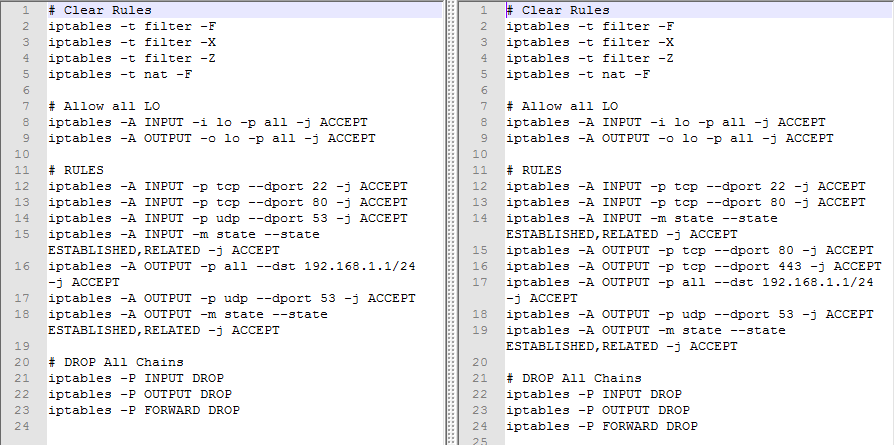 1 # Clear Rules
2 iptables -t filter -F
3 iptables -t filter -X
4 iptables -t filter -Z
5 iptables -t nat -F
6
7 # Allow all LO
8 iptables -A INPUT -i lo -p all -j ACCEPT
9 iptables -A OUTPUT -o lo -p all -j ACCEPT
10
11 # RULES
12 iptables -A INPUT -p tcp --dport 22 -j ACCEPT
13 iptables -A INPUT -p tcp --dport 80 -j ACCEPT
14 iptables -A INPUT -p udp --dport 53 -j ACCEPT
15 iptables -A INPUT -m state --state
ESTABLISHED,RELATED -j ACCEPT
16 iptables -A OUTPUT -p all --dst 192.168.1.1/24
-j ACCEPT
17 iptables -A OUTPUT -p udp --dport 53 -j ACCEPT
18 iptables -A OUTPUT -m state --state
ESTABLISHED,RELATED -j ACCEPT
19
20 # DROP All Chains
21 iptables -P INPUT DROP
22 iptables -P OUTPUT DROP
23 iptables -P FORWARD DROP
24
1 # Clear Rules
2 iptables -t filter -F
3 iptables -t filter -X
4 iptables -t filter -Z
5 iptables -t nat -F
6
7 # Allow all LO
8 iptables -A INPUT -i lo -p all -j ACCEPT
9 iptables -A OUTPUT -o lo -p all -j ACCEPT
10
11 # RULES
12 iptables -A INPUT -p tcp --dport 22 -j ACCEPT
13 iptables -A INPUT -p tcp --dport 80 -j ACCEPT
14 iptables -A INPUT -m state --state
ESTABLISHED,RELATED -j ACCEPT
15 iptables -A OUTPUT -p tcp --dport 80 -j ACCEPT
16 iptables -A OUTPUT -p tcp --dport 443 -j ACCEPT
17 iptables -A OUTPUT -p all --dst 192.168.1.1/24
-j ACCEPT
18 iptables -A OUTPUT -p udp --dport 53 -j ACCEPT
19 iptables -A OUTPUT -m state --state
ESTABLISHED,RELATED -j ACCEPT
20
21 # DROP All Chains
22 iptables -P INPUT DROP
23 iptables -P OUTPUT DROP
24 iptables -P FORWARD DROP
25